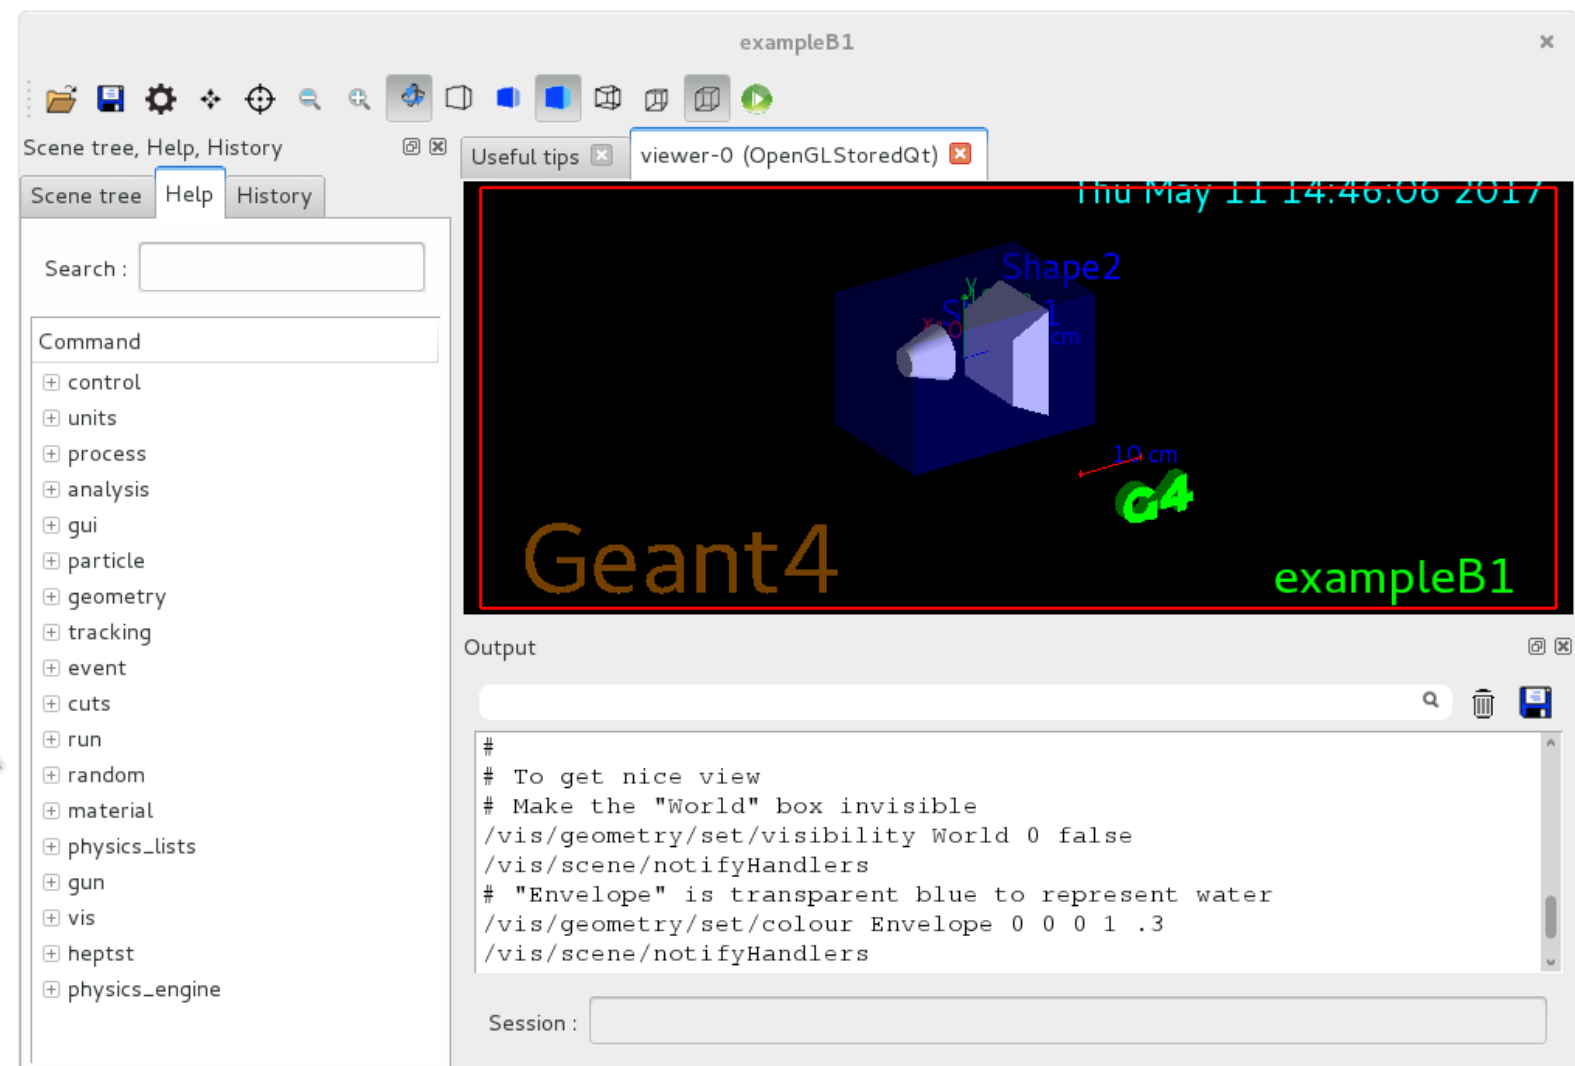 exampleB1
Scene tree, Help, History
Useful tips
viewer-0 (OpenGLStoredQt)
Scene tree
Help
History
Search :
Command
control
units
process
analysis
gui
particle
geometry
tracking
event
cuts
run
random
material
physics_lists
gun
vis
heptst
physics_engine
Thu May 11 14:46:06 2017
Shape2
y
x
cm
10 cm
G4
Geant4
exampleB1
Output
#
# To get nice view
# Make the "World" box invisible
/vis/geometry/set/visibility World 0 false
/vis/scene/notifyHandlers
# "Envelope" is transparent blue to represent water
/vis/geometry/set/colour Envelope 0 0 0 1 .3
/vis/scene/notifyHandlers
Session :